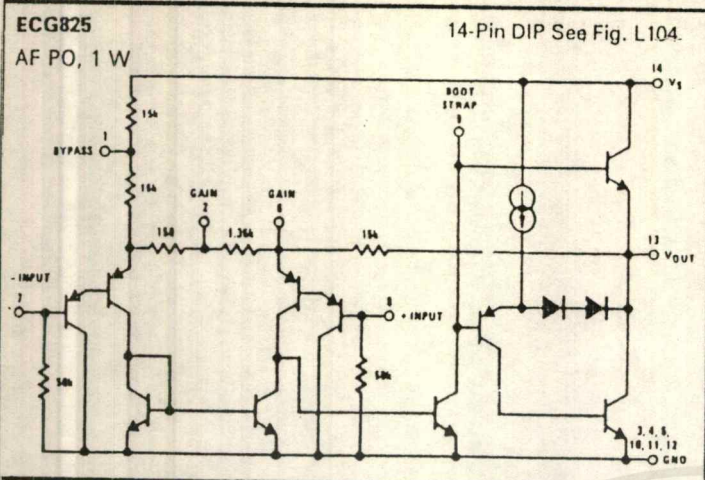 ECG825
14-Pin DIP See Fig. L104.
AF PO, 1 W
14
V_S
BOOT
STRAP
9
15k
BYPASS 1
15k
GAIN
2
GAIN
6
150
1.35k
15k
13
V_OUT
- INPUT
7
8
+ INPUT
50k
50k
3, 4, 5,
10, 11, 12
GND